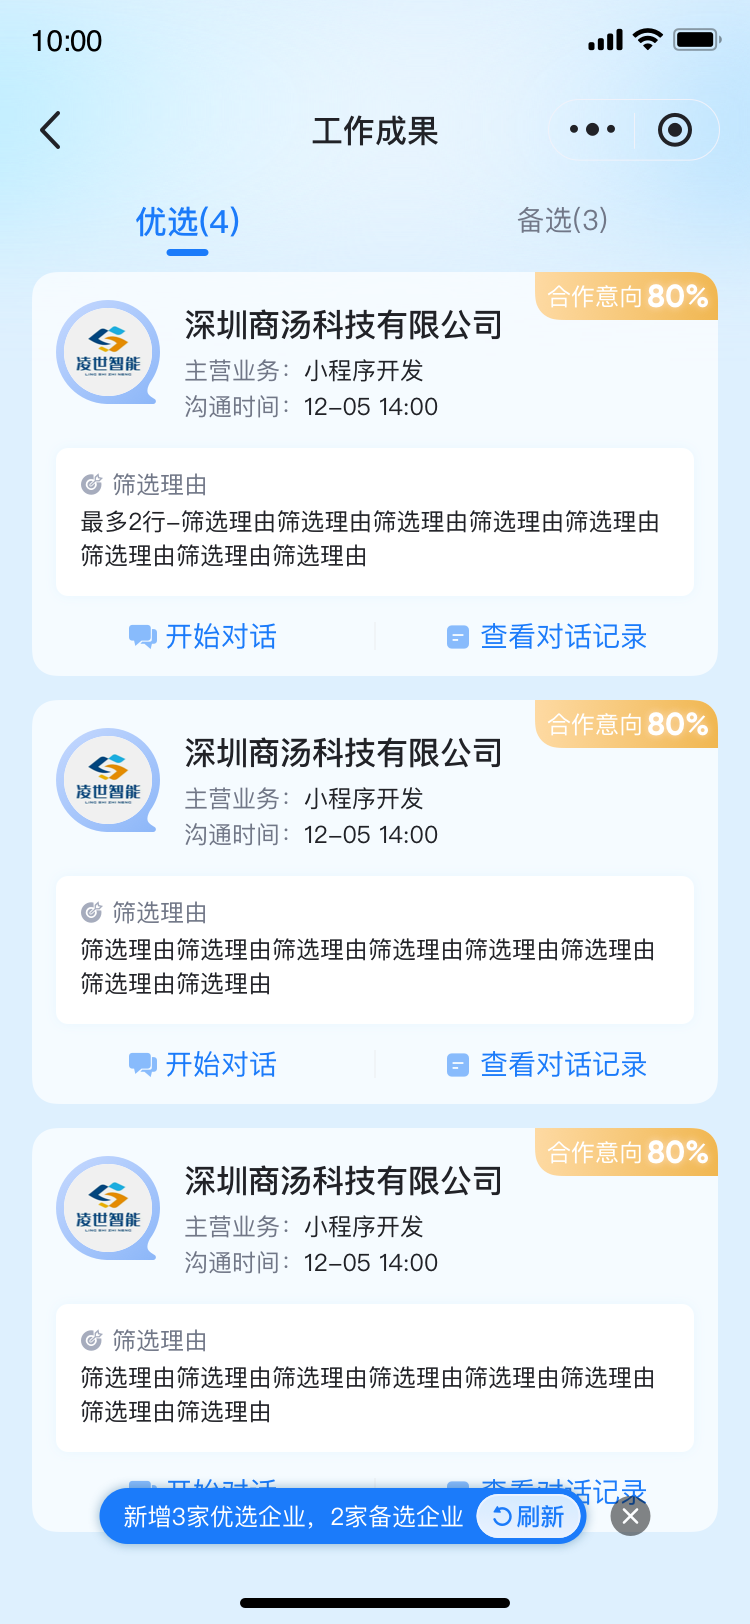 10:00
工作成果
优选(4)
备选(3)
合作意向 80%
凌世智能
LING SHI ZHI NENG
深圳商汤科技有限公司
主营业务： 小程序开发
沟通时间： 12-05 14:00
筛选理由
最多2行-筛选理由筛选理由筛选理由筛选理由筛选理由
筛选理由筛选理由筛选理由
开始对话
查看对话记录
合作意向 80%
凌世智能
LING SHI ZHI NENG
深圳商汤科技有限公司
主营业务： 小程序开发
沟通时间： 12-05 14:00
筛选理由
筛选理由筛选理由筛选理由筛选理由筛选理由筛选理由
筛选理由筛选理由
开始对话
查看对话记录
合作意向 80%
凌世智能
LING SHI ZHI NENG
深圳商汤科技有限公司
主营业务： 小程序开发
沟通时间： 12-05 14:00
筛选理由
筛选理由筛选理由筛选理由筛选理由筛选理由筛选理由
筛选理由筛选理由
开始对话
查看对话记录
新增3家优选企业，2家备选企业
刷新